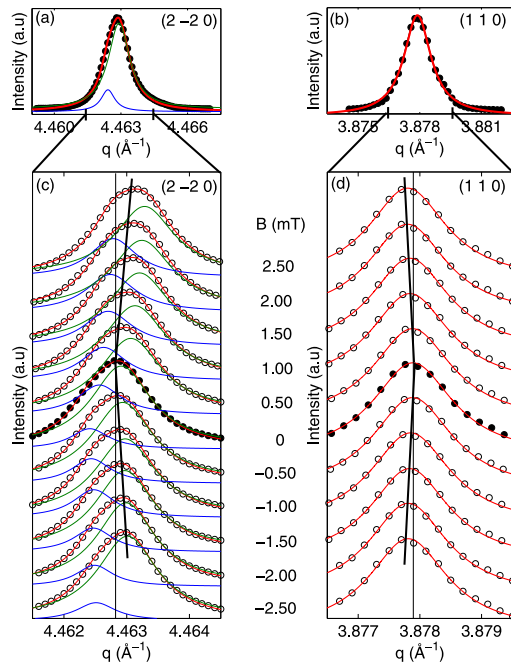 (a) (2 −2 0)
Intensity (a.u)
4.460 4.463 4.466
q (Å⁻¹)
(b) (1 1 0)
Intensity (a.u)
3.875 3.878 3.881
q (Å⁻¹)
(c) (2 −2 0)
Intensity (a.u)
4.462 4.463 4.464
q (Å⁻¹)
B (mT)
2.50
2.00
1.50
1.00
0.50
0
−0.50
−1.00
−1.50
−2.00
−2.50
(d) (1 1 0)
Intensity (a.u)
3.877 3.878 3.879
q (Å⁻¹)